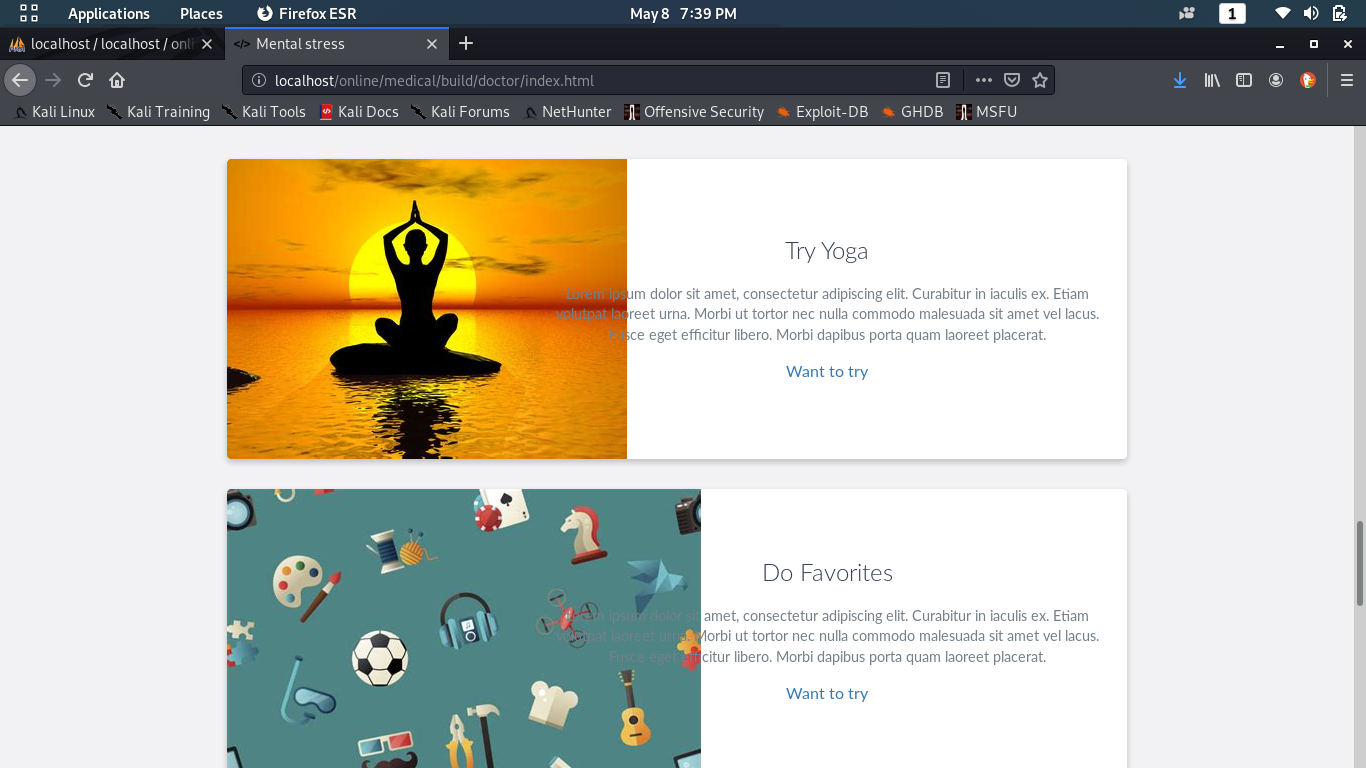 Applications Places Firefox ESR May 8 7:39 PM 1
localhost / localhost / onl
Mental stress
localhost/online/medical/build/doctor/index.html
Kali Linux Kali Training Kali Tools Kali Docs Kali Forums NetHunter Offensive Security Exploit-DB GHDB MSFU
Try Yoga
Lorem ipsum dolor sit amet, consectetur adipiscing elit. Curabitur in iaculis ex. Etiam
volutpat laoreet urna. Morbi ut tortor nec nulla commodo malesuada sit amet vel lacus.
Fusce eget efficitur libero. Morbi dapibus porta quam laoreet placerat.
Want to try
Do Favorites
Lorem ipsum dolor sit amet, consectetur adipiscing elit. Curabitur in iaculis ex. Etiam
volutpat laoreet urna. Morbi ut tortor nec nulla commodo malesuada sit amet vel lacus.
Fusce eget efficitur libero. Morbi dapibus porta quam laoreet placerat.
Want to try